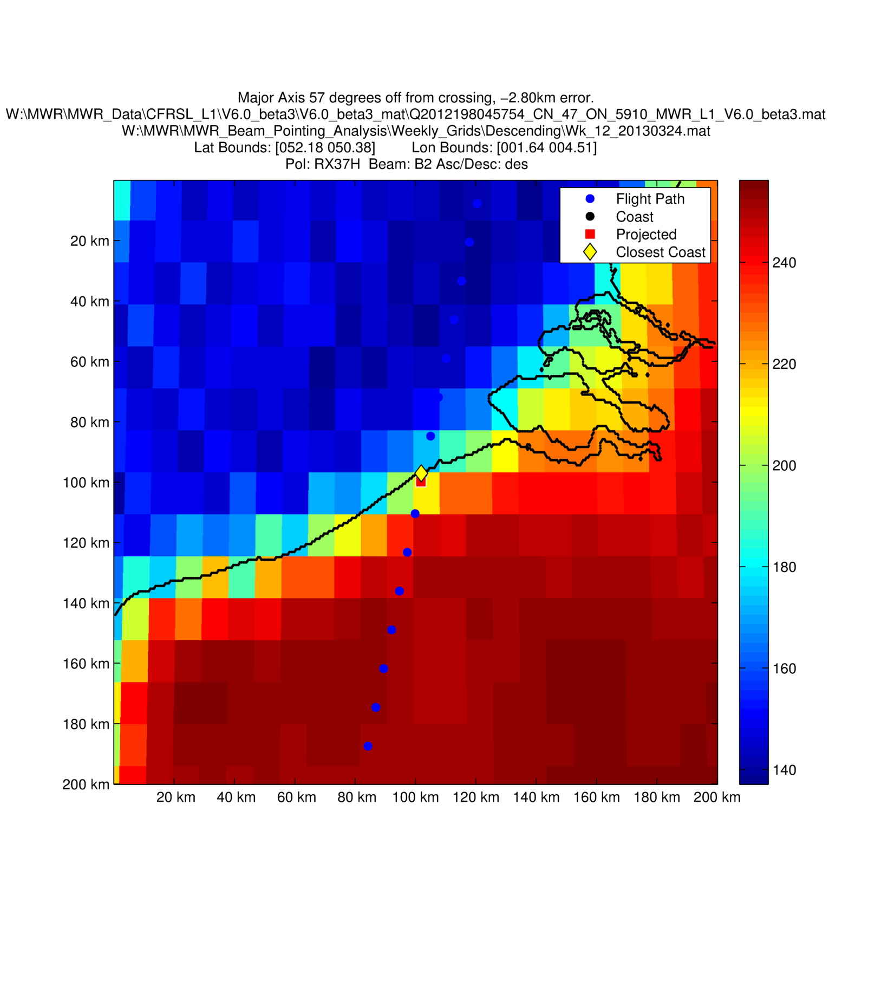 Major Axis 57 degrees off from crossing, −2.80km error.
W:\MWR\MWR_Data\CFRSL_L1\V6.0_beta3\V6.0_beta3_mat\Q2012198045754_CN_47_ON_5910_MWR_L1_V6.0_beta3.mat
W:\MWR\MWR_Beam_Pointing_Analysis\Weekly_Grids\Descending\Wk_12_20130324.mat
Lat Bounds: [052.18 050.38] Lon Bounds: [001.64 004.51]
Pol: RX37H Beam: B2 Asc/Desc: des
Flight Path
Coast
Projected
Closest Coast
20 km
40 km
60 km
80 km
100 km
120 km
140 km
160 km
180 km
200 km
20 km 40 km 60 km 80 km 100 km 120 km 140 km 160 km 180 km 200 km
240
220
200
180
160
140